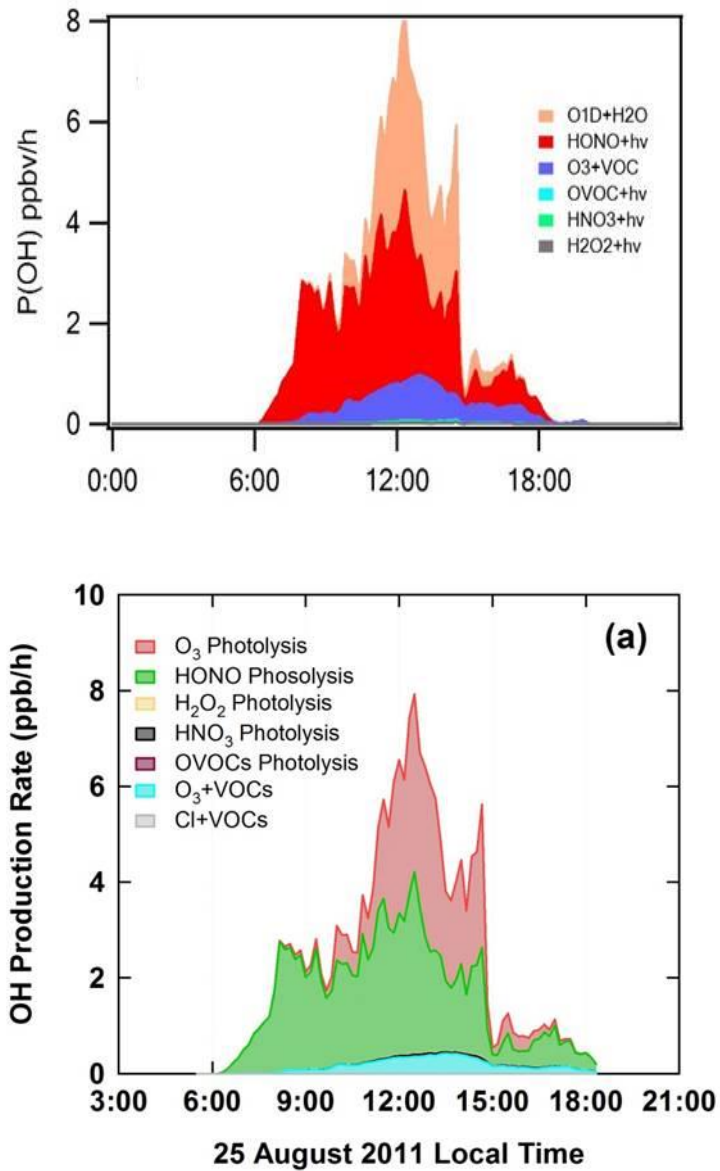 P(OH) ppbv/h
8
6
4
2
0
O1D+H2O
HONO+hv
O3+VOC
OVOC+hv
HNO3+hv
H2O2+hv
0:00 6:00 12:00 18:00
OH Production Rate (ppb/h)
10
8
6
4
2
0
(a)
O3 Photolysis
HONO Phosolysis
H2O2 Photolysis
HNO3 Photolysis
OVOCs Photolysis
O3+VOCs
Cl+VOCs
3:00 6:00 9:00 12:00 15:00 18:00 21:00
25 August 2011 Local Time